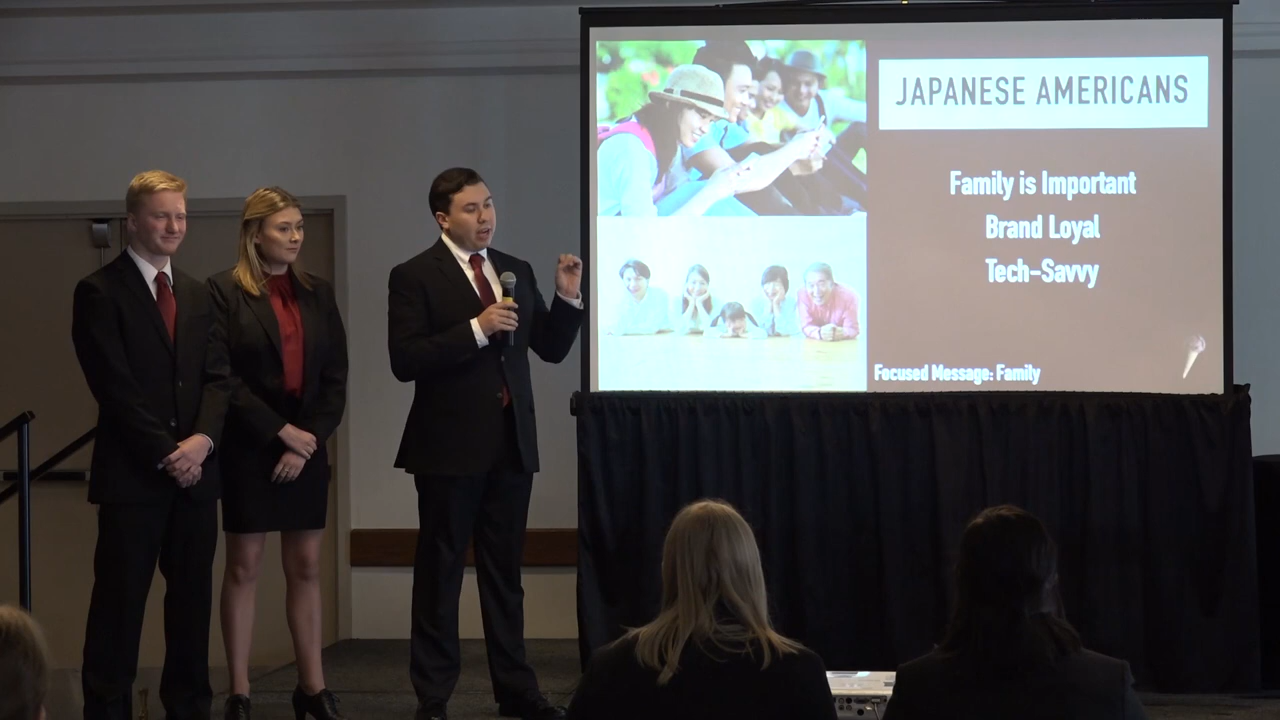 JAPANESE AMERICANS
Family is Important
Brand Loyal
Tech-Savvy
Focused Message: Family